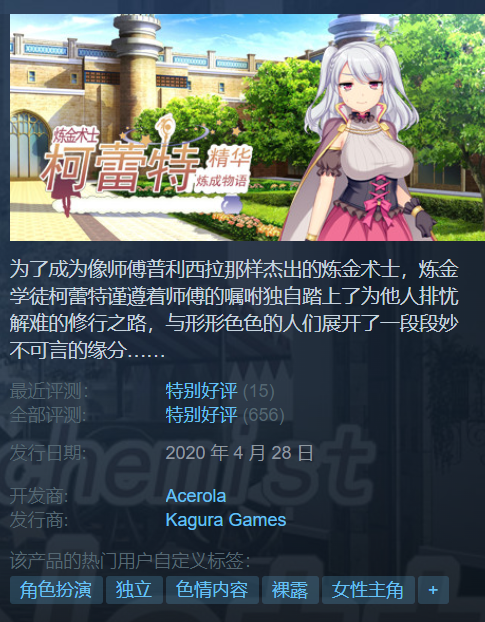 炼金术士
柯蕾特 精华
炼成物语
为了成为像师傅普利西拉那样杰出的炼金术士，炼金
学徒柯蕾特谨遵着师傅的嘱咐独自踏上了为他人排忧
解难的修行之路，与形形色色的人们展开了一段段妙
不可言的缘分……
最近评测： 特别好评 (15)
全部评测： 特别好评 (656)
发行日期： 2020 年 4 月 28 日
开发商： Acerola
发行商： Kagura Games
该产品的热门用户自定义标签：
角色扮演 独立 色情内容 裸露 女性主角 +